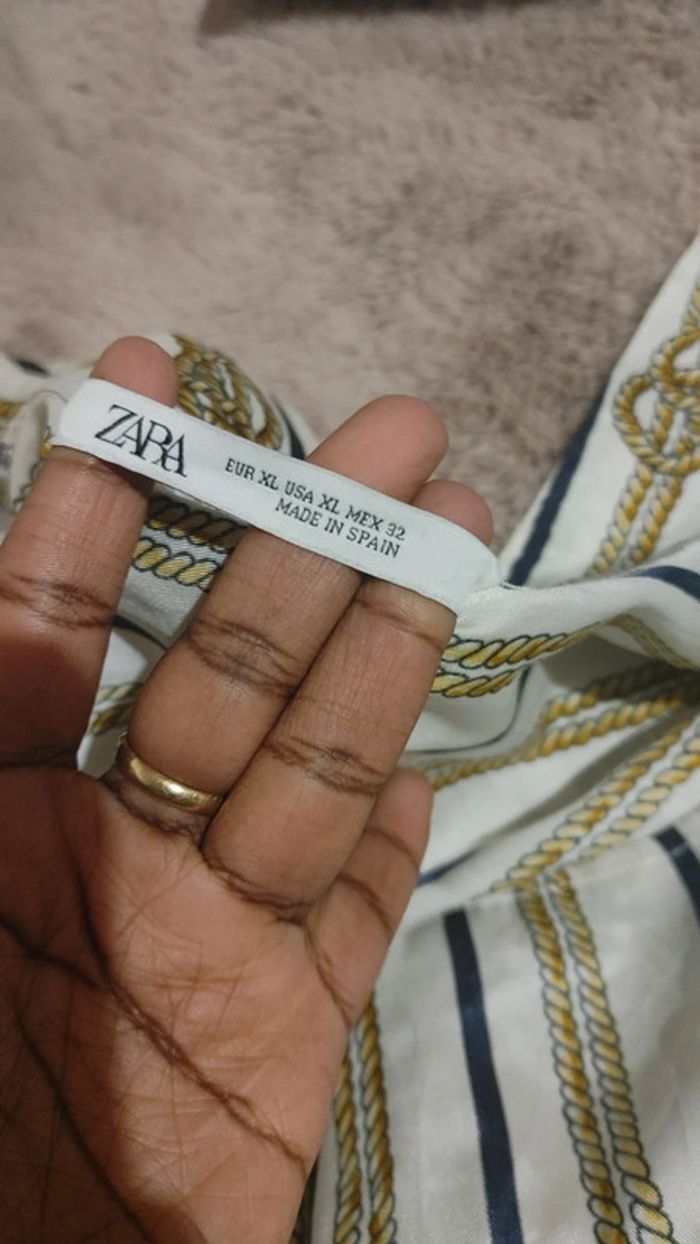 ZARA
EUR XL USA XL MEX 32
MADE IN SPAIN